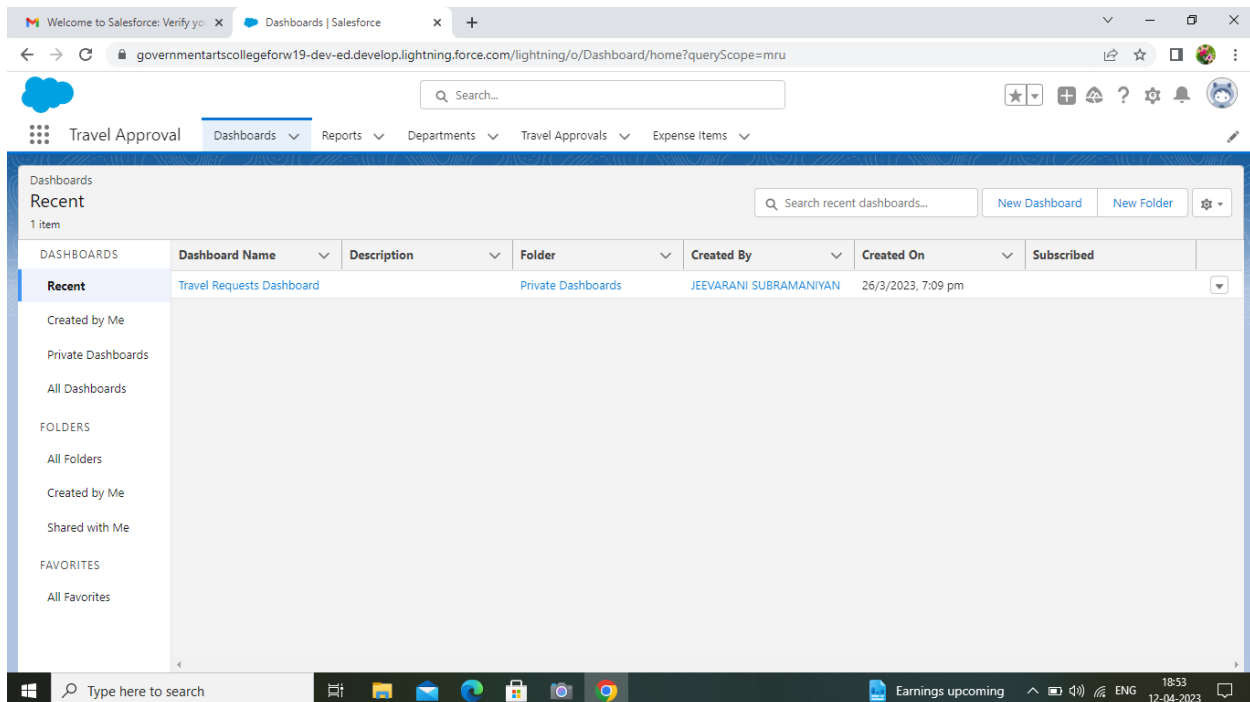 Welcome to Salesforce: Verify yo
Dashboards | Salesforce
governmentartscollegeforw19-dev-ed.develop.lightning.force.com/lightning/o/Dashboard/home?queryScope=mru
Search...
Travel Approval Dashboards Reports Departments Travel Approvals Expense Items
Dashboards
Recent
1 item
Search recent dashboards... New Dashboard New Folder
DASHBOARDS Dashboard Name Description Folder Created By Created On Subscribed
Recent Travel Requests Dashboard Private Dashboards JEEVARANI SUBRAMANIYAN 26/3/2023, 7:09 pm
Created by Me
Private Dashboards
All Dashboards
FOLDERS
All Folders
Created by Me
Shared with Me
FAVORITES
All Favorites
Type here to search Earnings upcoming ENG 18:53
12-04-2023